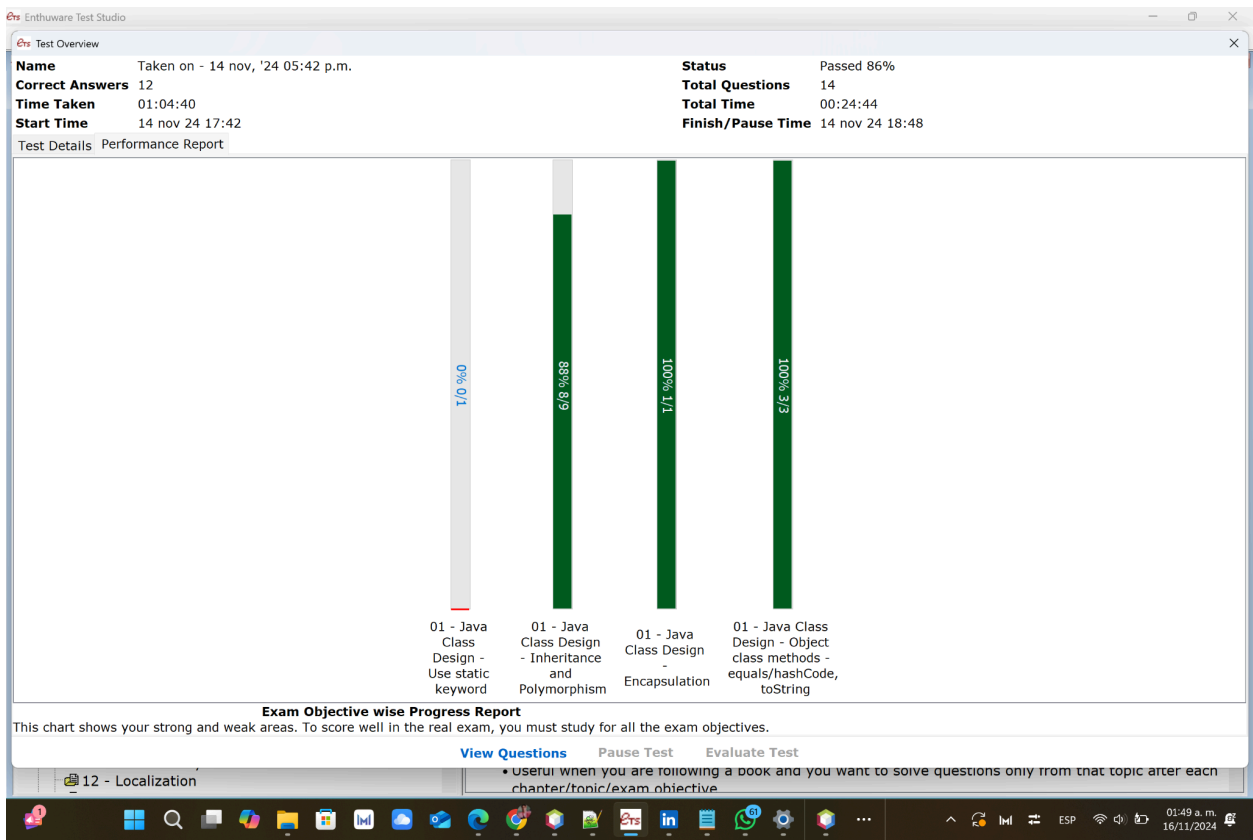 ETS Enthuware Test Studio
ETS Test Overview
Name Taken on - 14 nov, '24 05:42 p.m. Status Passed 86%
Correct Answers 12 Total Questions 14
Time Taken 01:04:40 Total Time 00:24:44
Start Time 14 nov 24 17:42 Finish/Pause Time 14 nov 24 18:48
Test Details Performance Report
0% 0/1
88% 8/9
100% 1/1
100% 3/3
01 - Java
Class
Design -
Use static
keyword
01 - Java
Class Design
- Inheritance
and
Polymorphism
01 - Java
Class Design
-
Encapsulation
01 - Java Class
Design - Object
class methods -
equals/hashCode,
toString
Exam Objective wise Progress Report
This chart shows your strong and weak areas. To score well in the real exam, you must study for all the exam objectives.
View Questions Pause Test Evaluate Test
12 - Localization
• Useful when you are following a book and you want to solve questions only from that topic after each
chapter/topic/exam objective
1
ETS
in
61
ESP
01:49 a. m.
16/11/2024